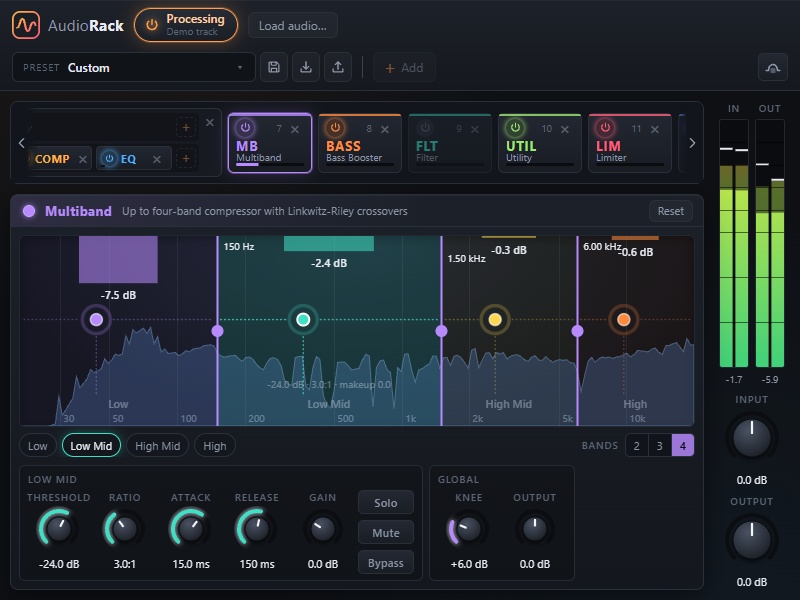 AudioRack
Processing
Demo track
Load audio...
PRESET Custom
+ Add
IN OUT
COMP EQ
7
MB
Multiband
8
BASS
Bass Booster
9
FLT
Filter
10
UTIL
Utility
11
LIM
Limiter
Multiband Up to four-band compressor with Linkwitz-Riley crossovers
Reset
150 Hz
1.50 kHz
6.00 kHz
-7.5 dB
-2.4 dB
-0.3 dB
-0.6 dB
-24.0 dB · 3.0:1 · makeup 0.0
Low
Low Mid
High Mid
High
30 50 100 200 500 1k 2k 5k 10k
Low Low Mid High Mid High
BANDS 2 3 4
LOW MID
THRESHOLD RATIO ATTACK RELEASE GAIN
-24.0 dB 3.0:1 15.0 ms 150 ms 0.0 dB
Solo
Mute
Bypass
GLOBAL
KNEE OUTPUT
+6.0 dB 0.0 dB
-1.7 -5.9
INPUT
0.0 dB
OUTPUT
0.0 dB